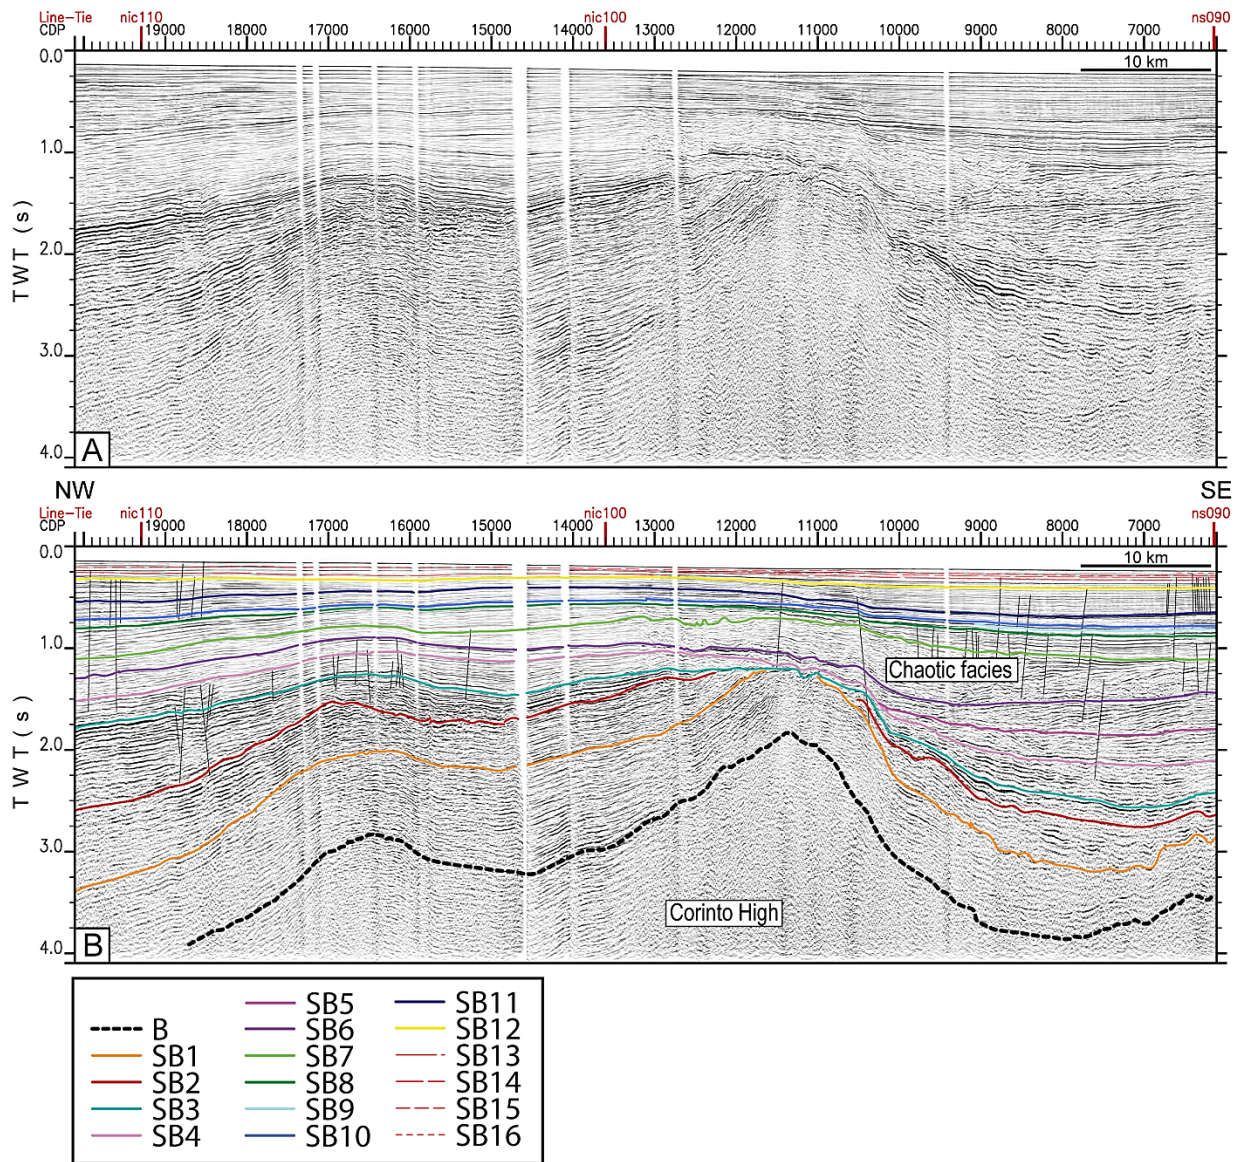 Line-Tie nic110 nic100 ns090
CDP 19000 18000 17000 16000 15000 14000 13000 12000 11000 10000 9000 8000 7000
10 km
0.0
1.0
2.0
3.0
4.0
TWT (s)
A
NW SE
Line-Tie nic110 nic100 ns090
CDP 19000 18000 17000 16000 15000 14000 13000 12000 11000 10000 9000 8000 7000
10 km
0.0
1.0
2.0
3.0
4.0
TWT (s)
Chaotic facies
Corinto High
B
B
SB1
SB2
SB3
SB4
SB5
SB6
SB7
SB8
SB9
SB10
SB11
SB12
SB13
SB14
SB15
SB16